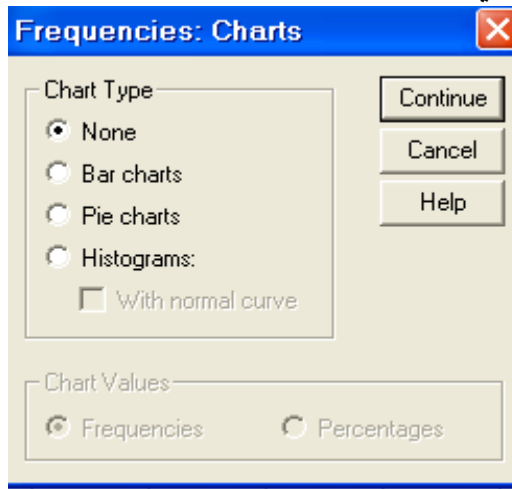 Frequencies: Charts
Chart Type
None
Bar charts
Pie charts
Histograms:
With normal curve
Continue
Cancel
Help
Chart Values
Frequencies
Percentages